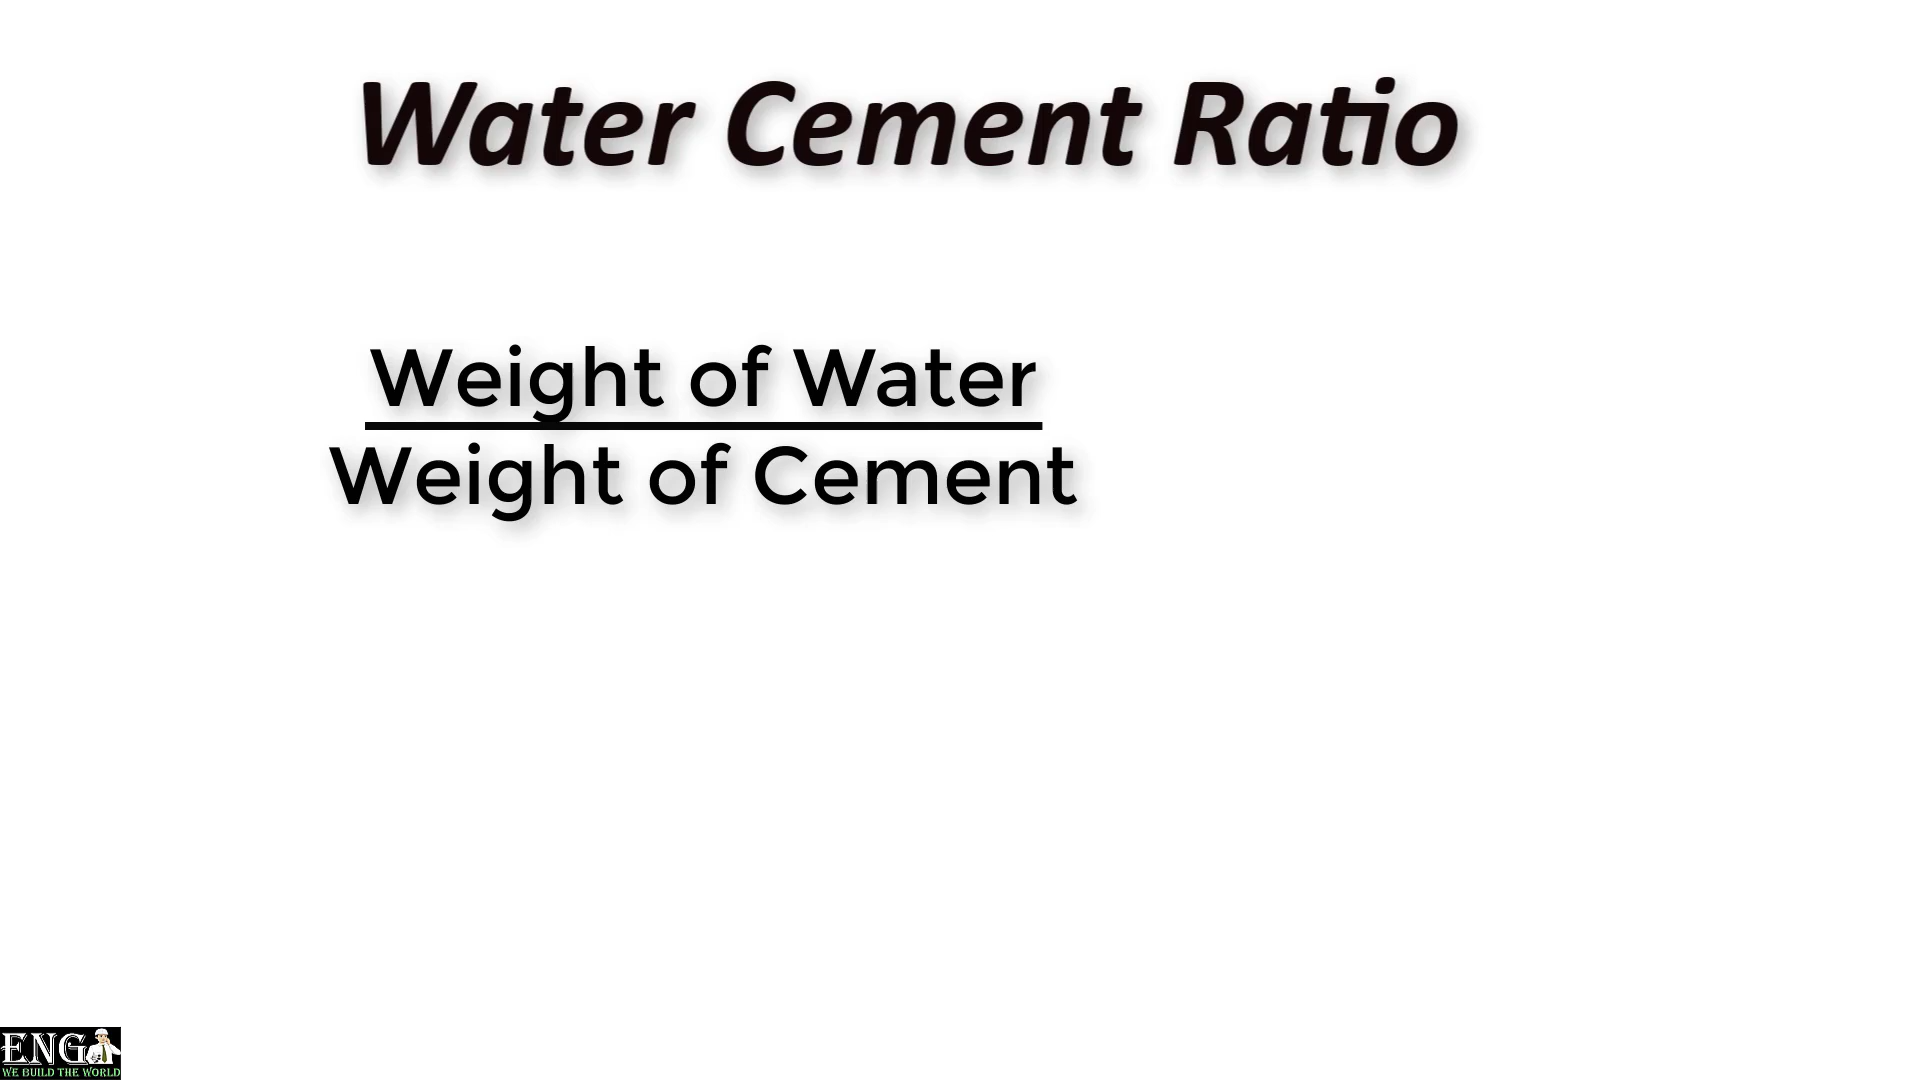 Water Cement Ratio
Weight of Water
Weight of Cement
ENG
WE BUILD THE WORLD